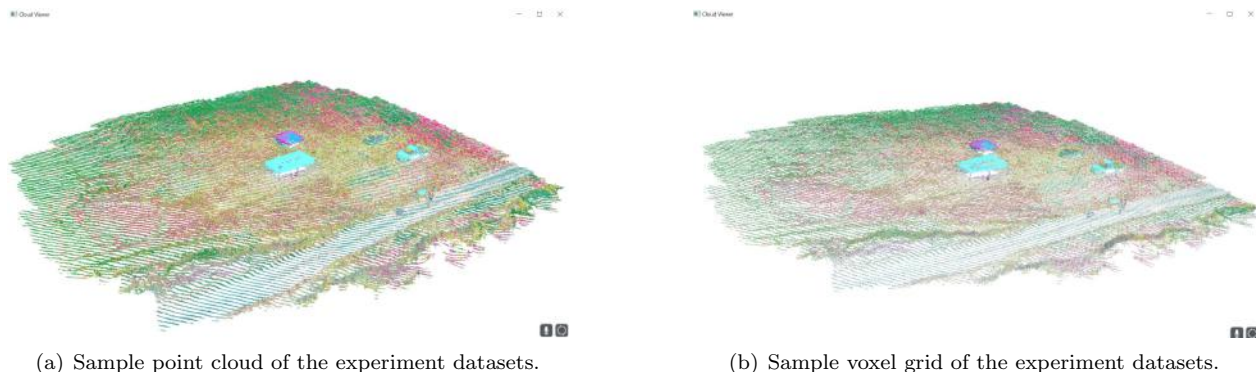 Cloud Viewer
Cloud Viewer
(a) Sample point cloud of the experiment datasets.
(b) Sample voxel grid of the experiment datasets.